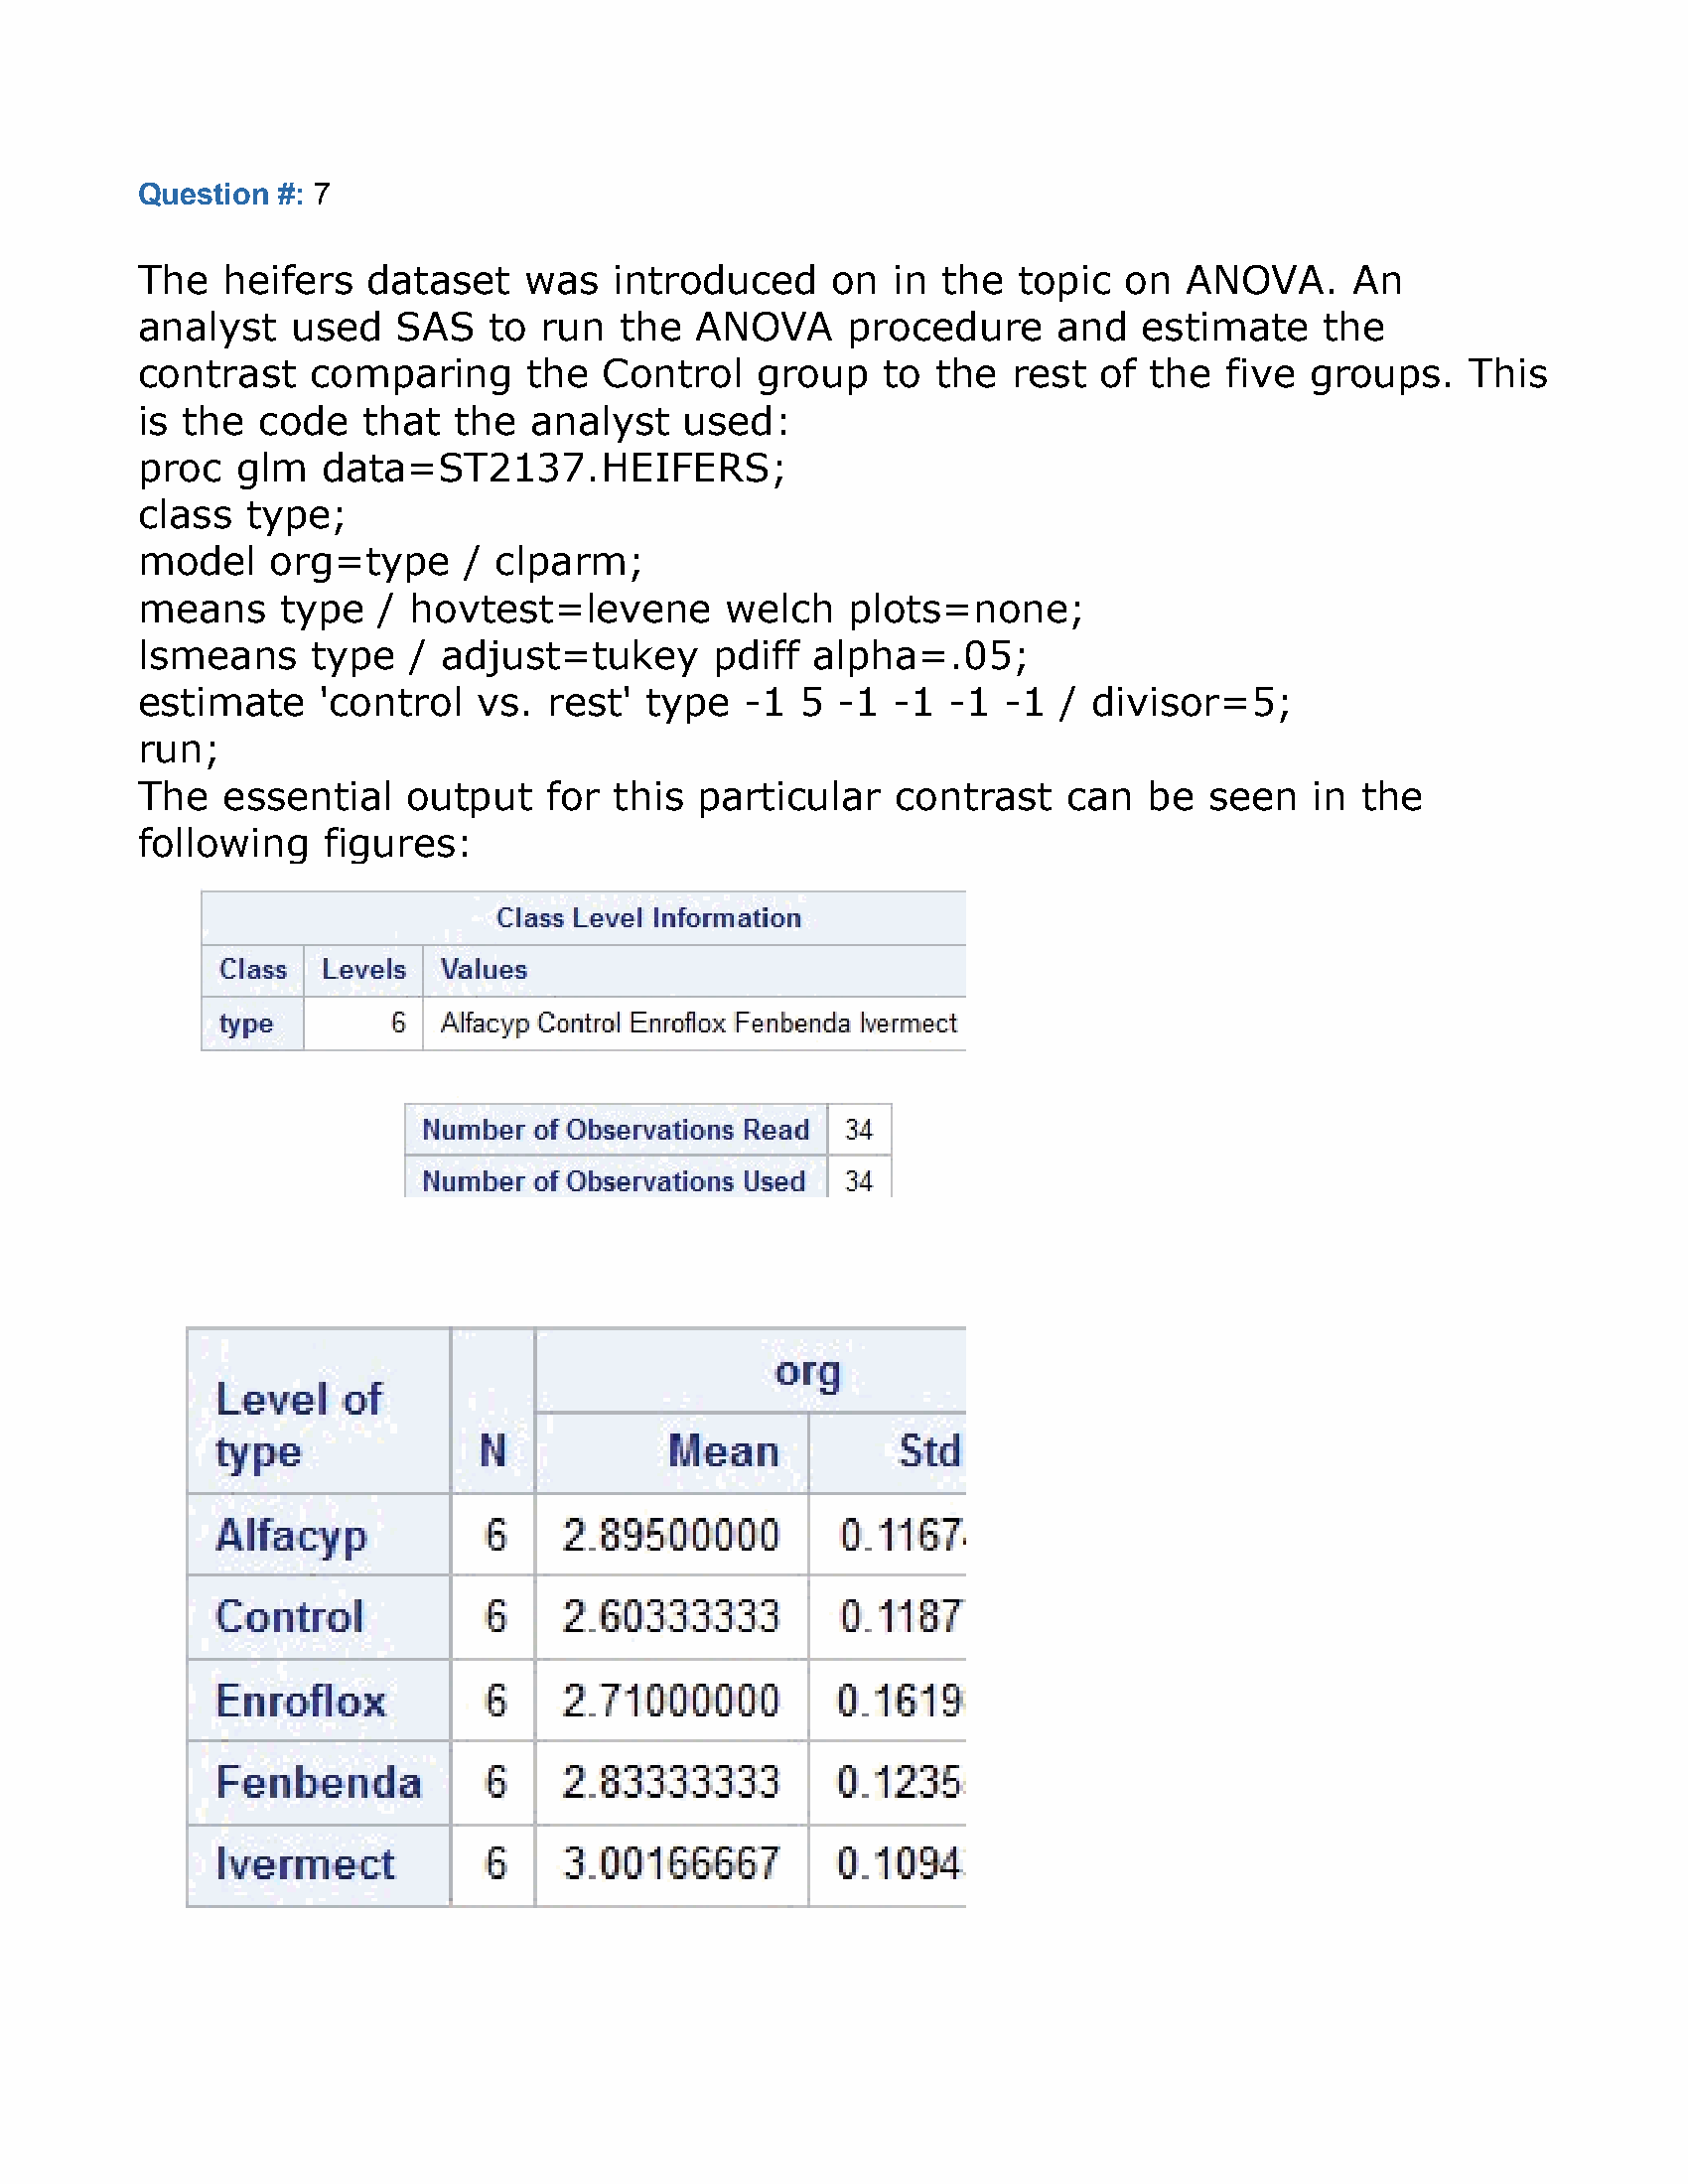 Question #: 7
The heifers dataset was introduced on in the topic on ANOVA. An
analyst used SAS to run the ANOVA procedure and estimate the
contrast comparing the Control group to the rest of the five groups. This
is the code that the analyst used:
proc glm data=ST2137.HEIFERS;
class type;
model org=type / clparm;
means type / hovtest=levene welch plots=none;
lsmeans type / adjust=tukey pdiff alpha=.05;
estimate 'control vs. rest' type -1 5 -1 -1 -1 -1 / divisor=5;
run;
The essential output for this particular contrast can be seen in the
following figures:
Class Level Information
Class Levels Values
type 6 Alfacyp Control Enroflox Fenbenda Ivermect
Number of Observations Read 34
Number of Observations Used 34
org
Level of
type N Mean Std
Alfacyp 6 2.89500000 0.1167
Control 6 2.60333333 0.1187
Enroflox 6 2.71000000 0.1619
Fenbenda 6 2.83333333 0.1235
Ivermect 6 3.00166667 0.1094